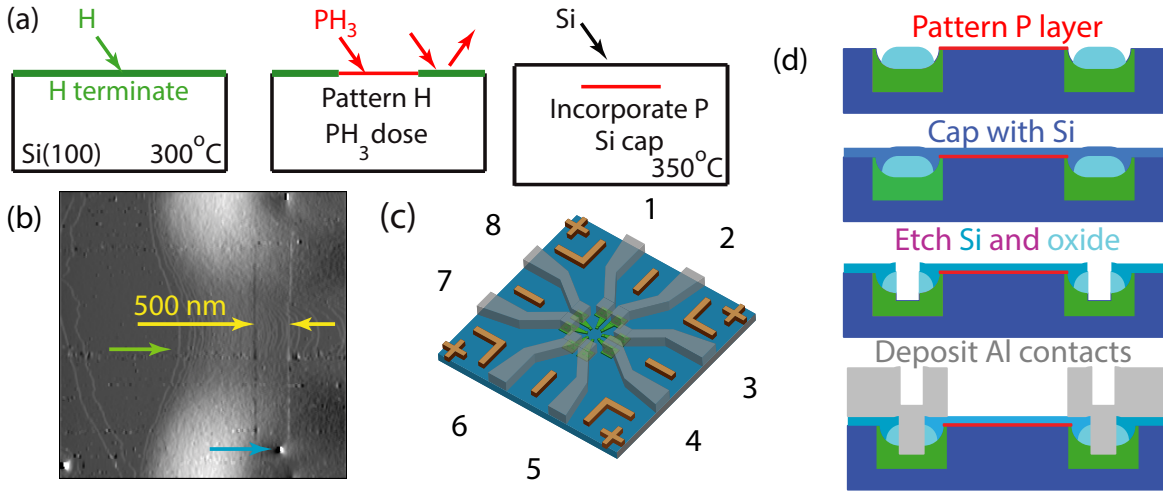 (a)
H
H terminate
Si(100) 300°C
PH₃
Pattern H
PH₃ dose
Si
Incorporate P
Si cap
350°C
(b)
500 nm
(c)
1
2
3
4
5
6
7
8
(d)
Pattern P layer
Cap with Si
Etch Si and oxide
Deposit Al contacts